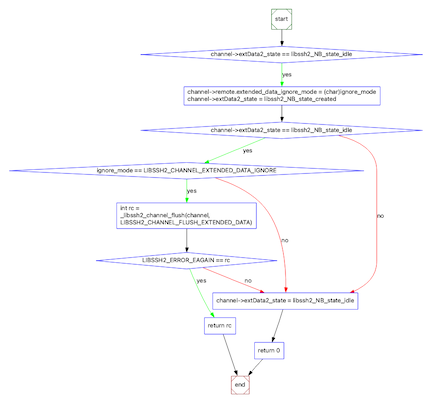 start
channel->extData2_state == libssh2_NB_state_idle
yes
channel->remote.extended_data_ignore_mode = (char)ignore_mode
channel->extData2_state = libssh2_NB_state_created
channel->extData2_state == libssh2_NB_state_idle
yes
ignore_mode == LIBSSH2_CHANNEL_EXTENDED_DATA_IGNORE
yes
no
int rc =
_libssh2_channel_flush(channel,
LIBSSH2_CHANNEL_FLUSH_EXTENDED_DATA)
no
LIBSSH2_ERROR_EAGAIN == rc
yes
no
channel->extData2_state = libssh2_NB_state_idle
return rc
return 0
end